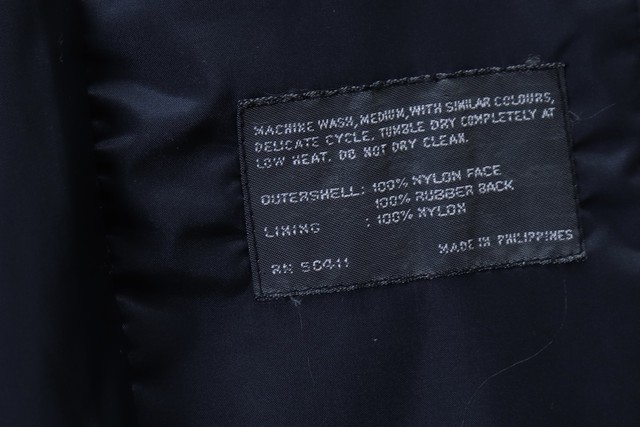 MACHINE WASH, MEDIUM, WITH SIMILAR COLOURS,
DELICATE CYCLE. TUMBLE DRY COMPLETELY AT
LOW HEAT. DO NOT DRY CLEAN.
OUTERSHELL: 100% NYLON FACE
100% RUBBER BACK
LINING : 100% NYLON
MADE IN PHILIPPINES
RN 50411